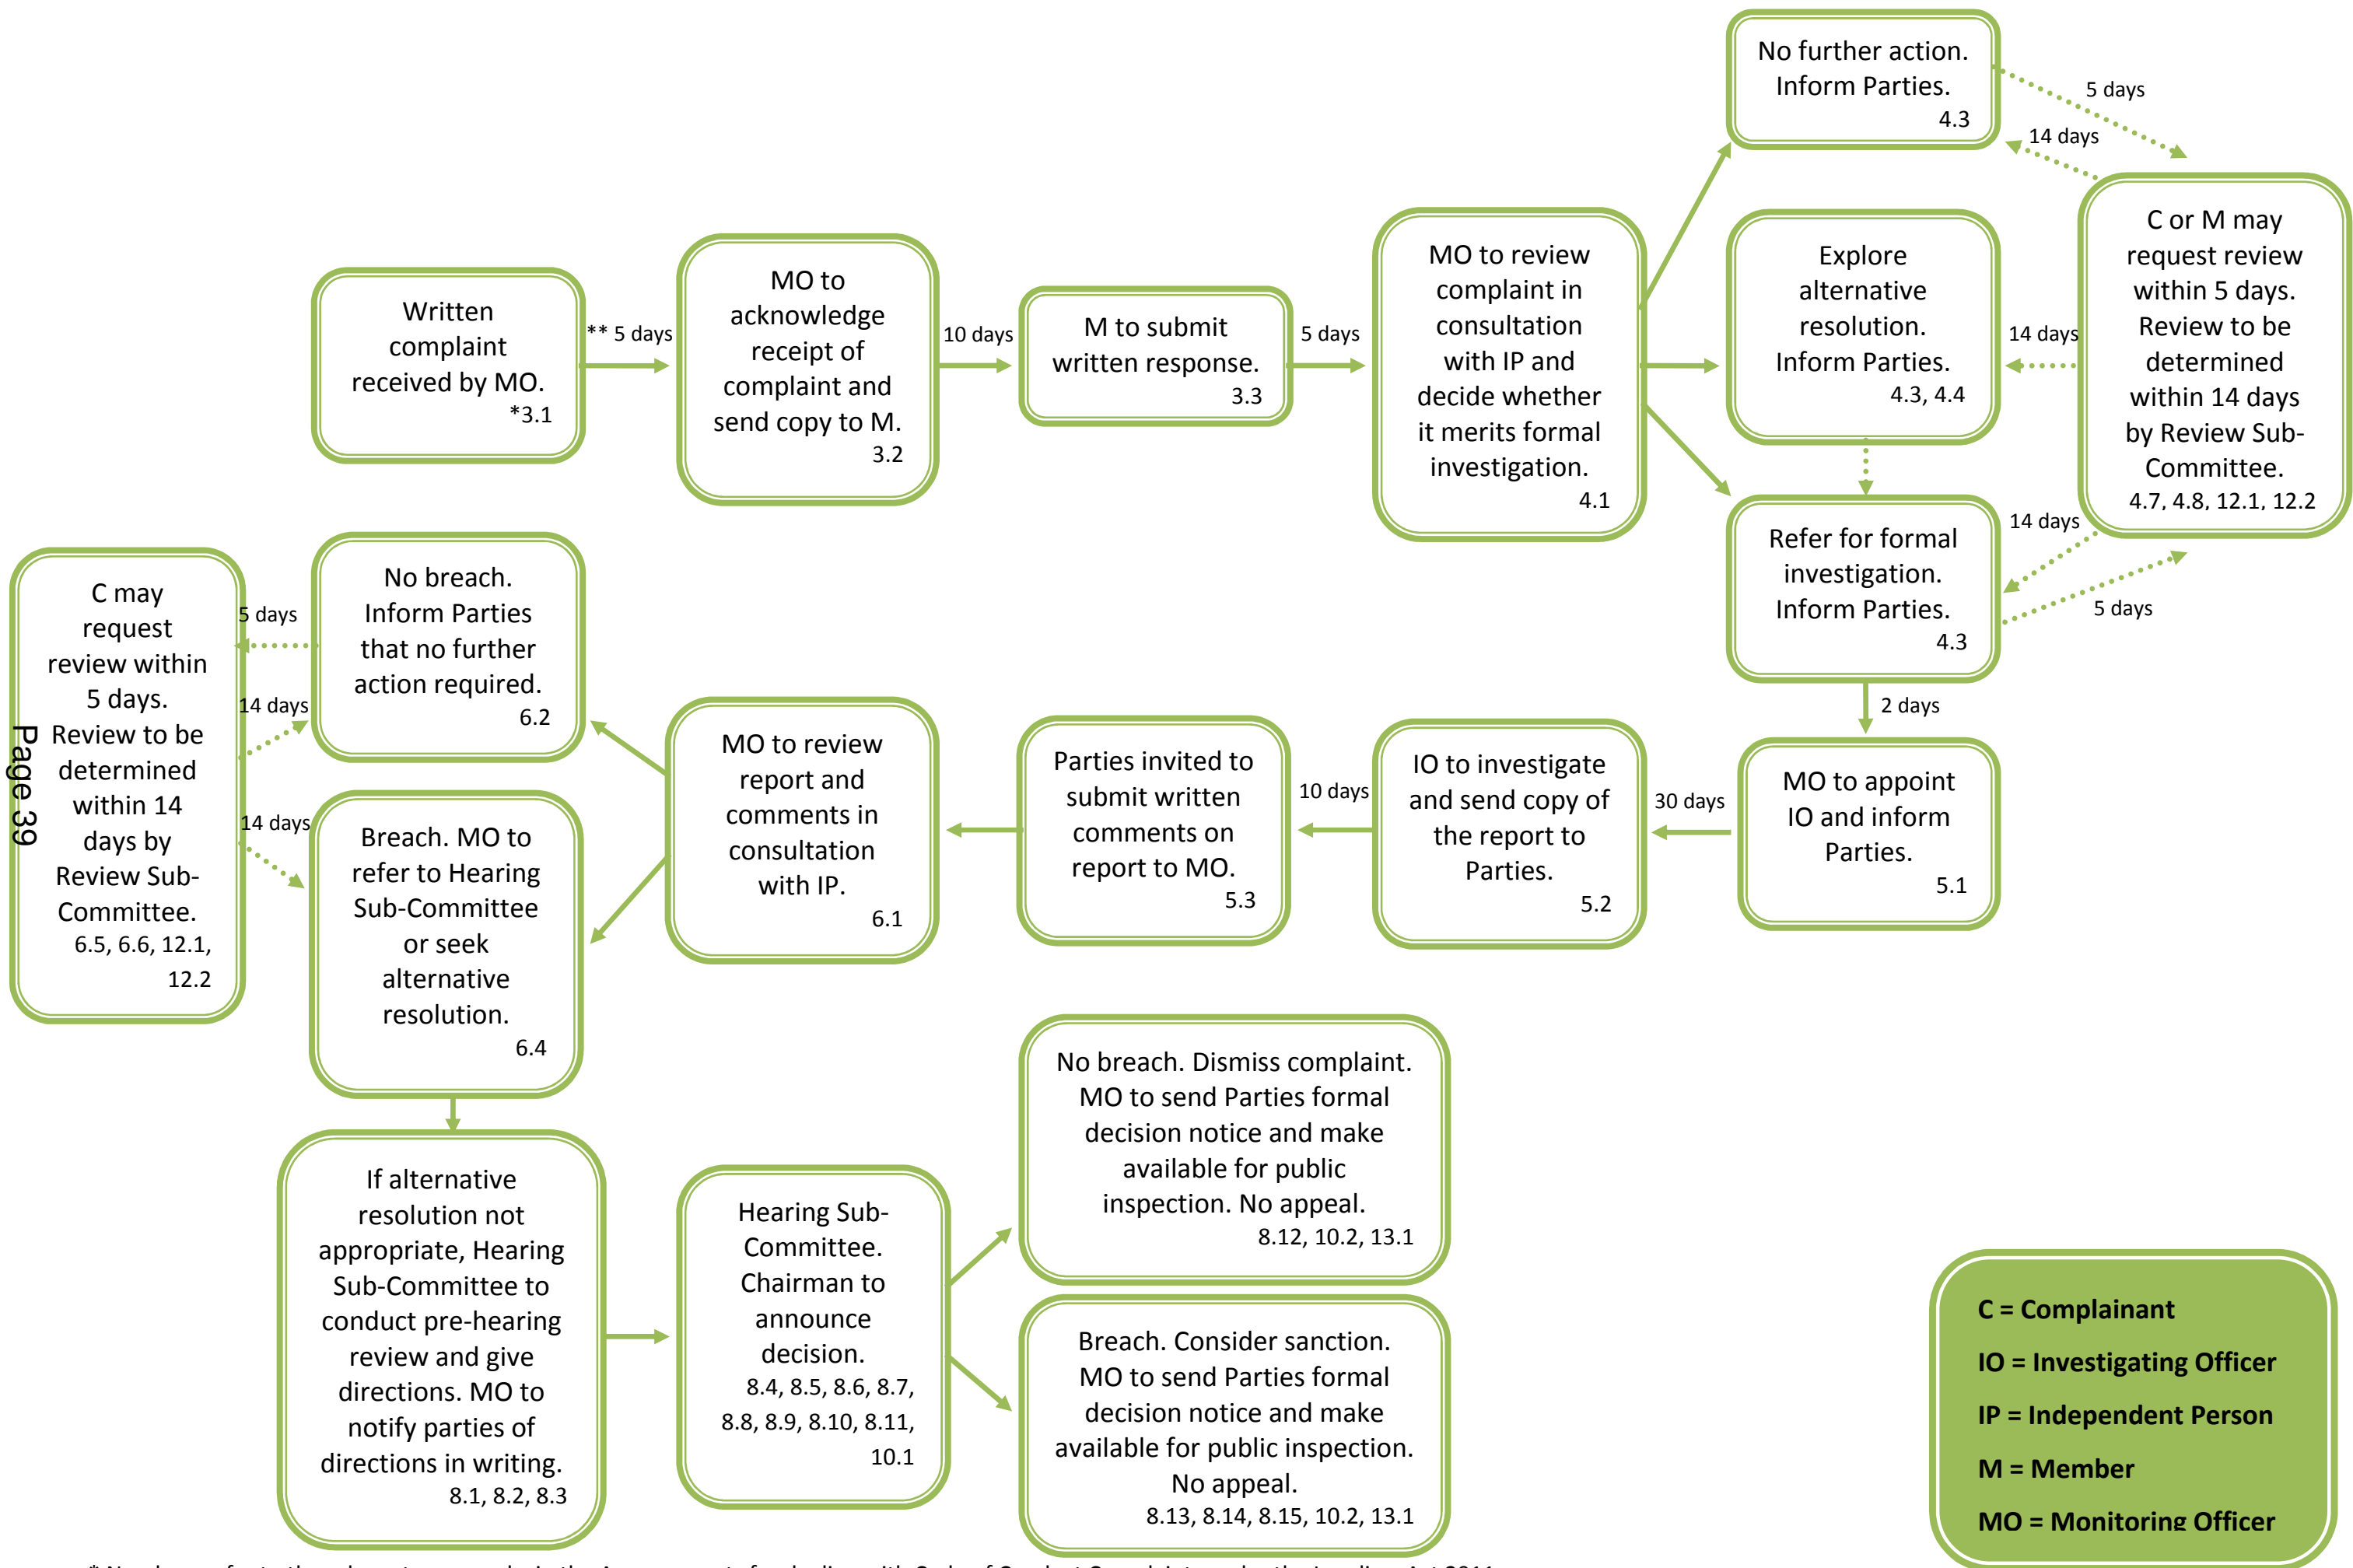 Written
complaint
received by MO.
*3.1
** 5 days
MO to
acknowledge
receipt of
complaint and
send copy to M.
3.2
10 days
M to submit
written response.
3.3
5 days
MO to review
complaint in
consultation
with IP and
decide whether
it merits formal
investigation.
4.1
No further action.
Inform Parties.
4.3
5 days
14 days
Explore
alternative
resolution.
Inform Parties.
4.3, 4.4
14 days
C or M may
request review
within 5 days.
Review to be
determined
within 14 days
by Review Sub-
Committee.
4.7, 4.8, 12.1, 12.2
14 days
5 days
Refer for formal
investigation.
Inform Parties.
4.3
2 days
MO to appoint
IO and inform
Parties.
5.1
30 days
IO to investigate
and send copy of
the report to
Parties.
5.2
10 days
Parties invited to
submit written
comments on
report to MO.
5.3
MO to review
report and
comments in
consultation
with IP.
6.1
No breach.
Inform Parties
that no further
action required.
6.2
5 days
14 days
14 days
C may
request
review within
5 days.
Review to be
determined
within 14
days by
Review Sub-
Committee.
6.5, 6.6, 12.1,
12.2
Page 39
Breach. MO to
refer to Hearing
Sub-Committee
or seek
alternative
resolution.
6.4
If alternative
resolution not
appropriate, Hearing
Sub-Committee to
conduct pre-hearing
review and give
directions. MO to
notify parties of
directions in writing.
8.1, 8.2, 8.3
Hearing Sub-
Committee.
Chairman to
announce
decision.
8.4, 8.5, 8.6, 8.7,
8.8, 8.9, 8.10, 8.11,
10.1
No breach. Dismiss complaint.
MO to send Parties formal
decision notice and make
available for public
inspection. No appeal.
8.12, 10.2, 13.1
Breach. Consider sanction.
MO to send Parties formal
decision notice and make
available for public inspection.
No appeal.
8.13, 8.14, 8.15, 10.2, 13.1
C = Complainant
IO = Investigating Officer
IP = Independent Person
M = Member
MO = Monitoring Officer